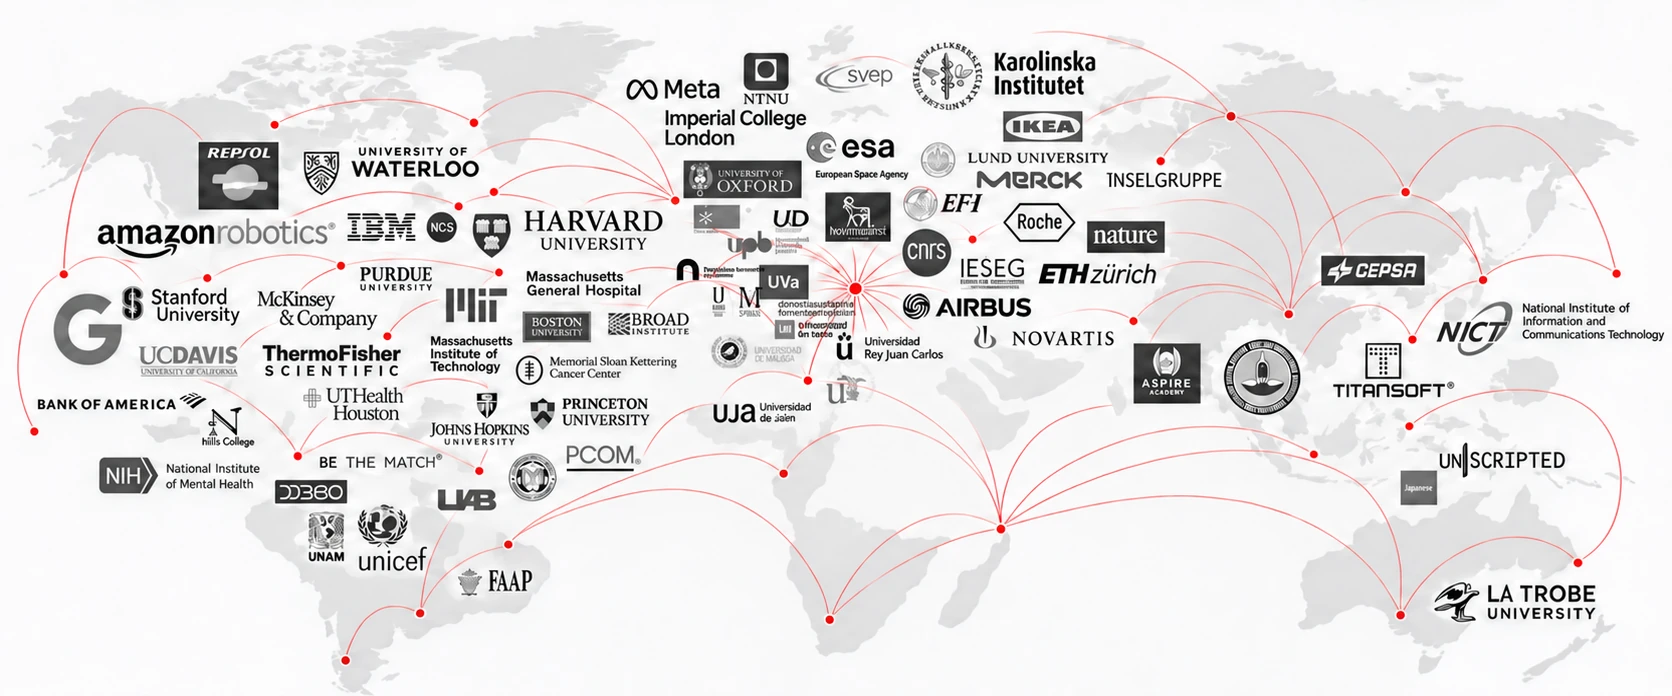 Meta
NTNU
svep
Karolinska
Institutet
Imperial College
London
IKEA
esa
European Space Agency
REPSOL
UNIVERSITY OF
WATERLOO
UNIVERSITY OF
OXFORD
LUND UNIVERSITY
MERCK
INSELGRUPPE
amazonrobotics®
IBM
NCS
HARVARD
UNIVERSITY
UD
EFI
Roche
nature
upb
cnrs
IESEG
ETH zürich
CEPSA
PURDUE
UNIVERSITY
Massachusetts
General Hospital
UVa
G
Stanford
University
McKinsey
& Company
MIT
Massachusetts
Institute of
Technology
BOSTON
UNIVERSITY
BROAD
INSTITUTE
U
M
AIRBUS
NOVARTIS
NICT
National Institute of
Information and
Communications Technology
UCDAVIS
UNIVERSITY OF CALIFORNIA
ThermoFisher
SCIENTIFIC
Memorial Sloan Kettering
Cancer Center
ü
Universidad
Rey Juan Carlos
ASPIRE
ACADEMY
TITANSOFT®
BANK OF AMERICA
N
hiils College
UTHealth
Houston
JOHNS HOPKINS
UNIVERSITY
PRINCETON
UNIVERSITY
uja Universidad
de Jaén
NIH
National Institute
of Mental Health
BE THE MATCH®
PCOM®
UNSCRIPTED
Japanese
UAB
UNAM
unicef
FAAP
LA TROBE
UNIVERSITY